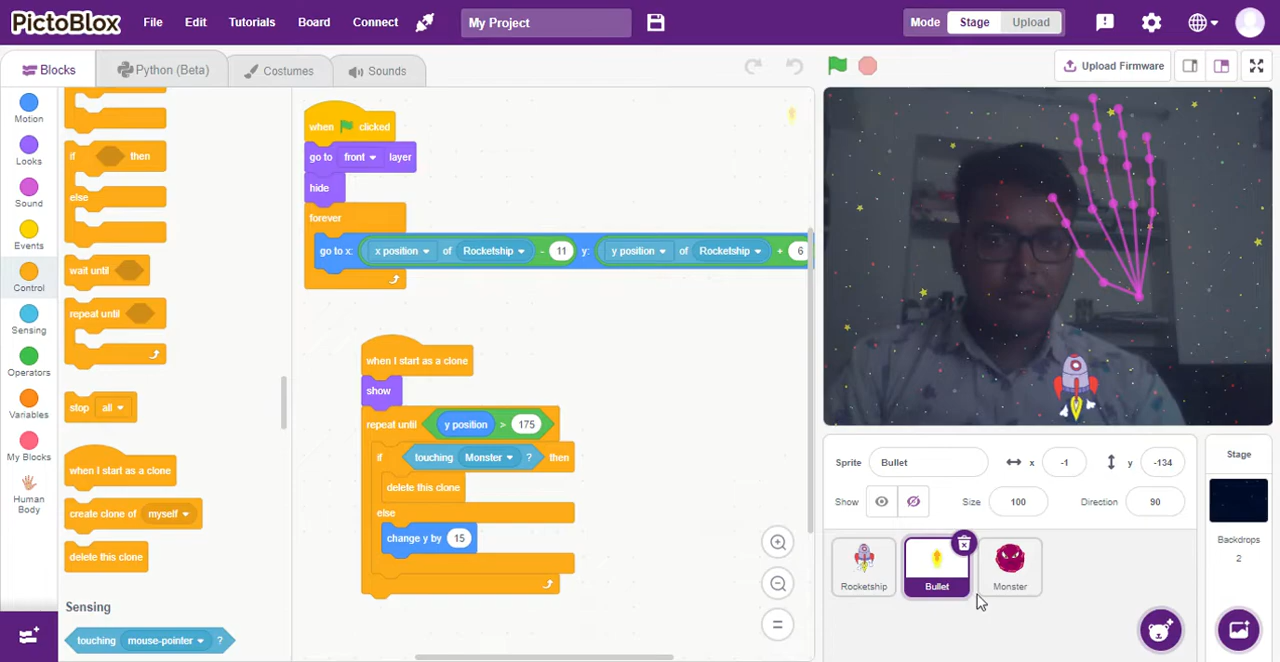 PictoBlox File Edit Tutorials Board Connect My Project Mode Stage Upload
Blocks Python (Beta) Costumes Sounds Upload Firmware
Motion
Looks
Sound
Events
Control
Sensing
Operators
Variables
My Blocks
Human
Body
if then
else
wait until
repeat until
stop all
when I start as a clone
create clone of myself
delete this clone
Sensing
touching mouse-pointer ?
when clicked
go to front layer
hide
forever
go to x: x position of Rocketship - 11 y: y position of Rocketship + 6
when I start as a clone
show
repeat until y position > 175
if touching Monster ? then
delete this clone
else
change y by 15
Sprite Bullet x -1 y -134
Show Size 100 Direction 90
Rocketship Bullet Monster
Stage
Backdrops
2